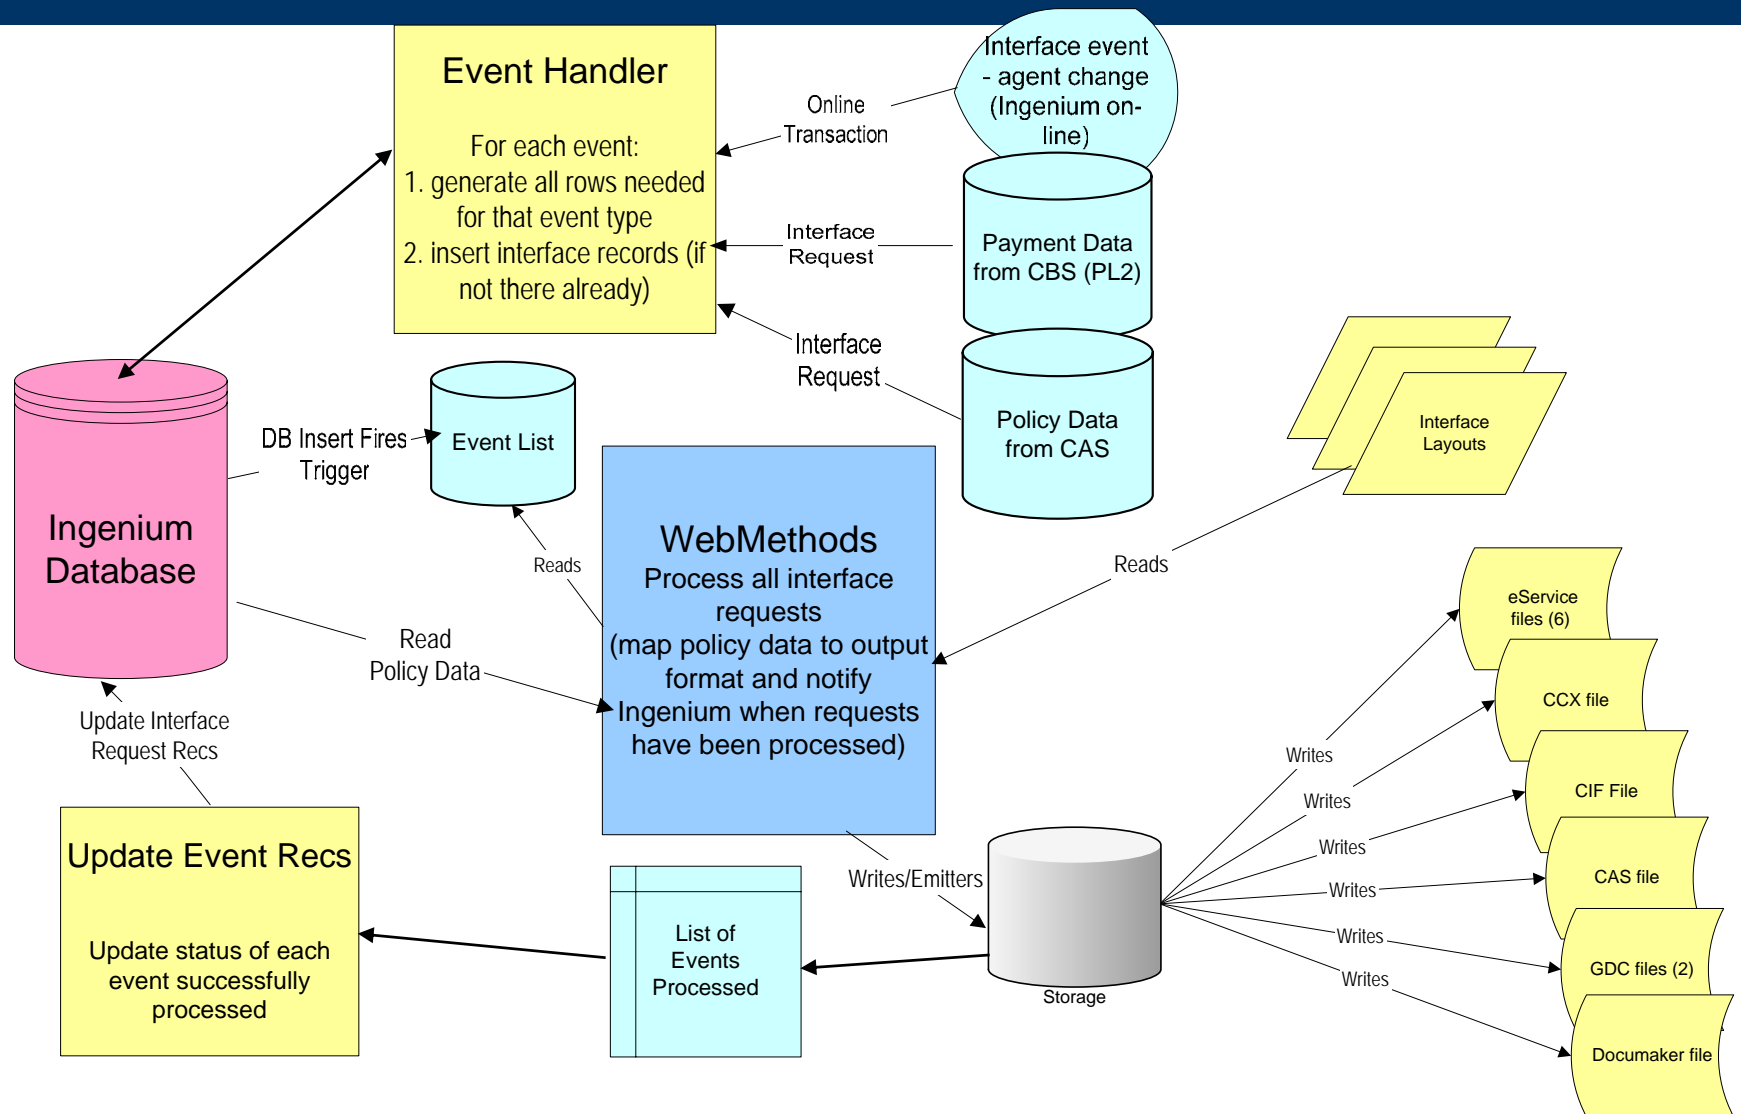 Event Handler
For each event:
1. generate all rows needed
for that event type
2. insert interface records (if
not there already)
Online
Transaction
Interface event
- agent change
(Ingenium on-
line)
Interface
Request
Payment Data
from CBS (PL2)
Interface
Request
Policy Data
from CAS
Interface
Layouts
DB Insert Fires
Trigger
Event List
Ingenium
Database
Reads
WebMethods
Process all interface
requests
(map policy data to output
format and notify
Ingenium when requests
have been processed)
Reads
Read
Policy Data
Update Interface
Request Recs
eService
files (6)
CCX file
CIF File
CAS file
GDC files (2)
Documaker file
Writes
Writes
Writes
Writes
Writes
Writes
Writes/Emitters
Storage
List of
Events
Processed
Update Event Recs
Update status of each
event successfully
processed